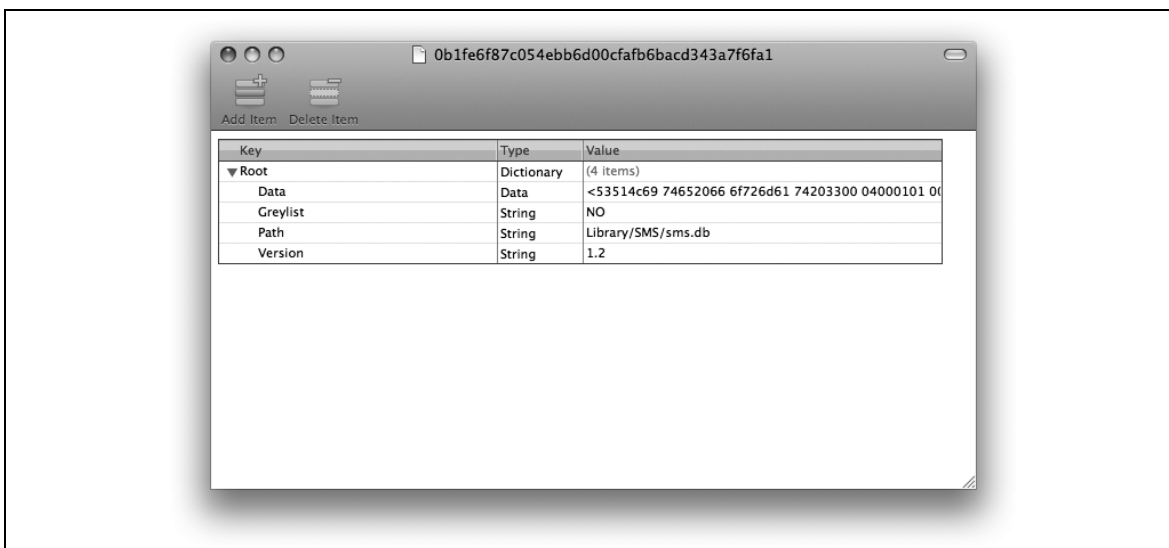 0b1fe6f87c054ebb6d00cfafb6bacd343a7f6fa1
Add Item Delete Item
Key Type Value
Root Dictionary (4 items)
Data Data <53514c69 74652066 6f726d61 74203300 04000101 00
Greylist String NO
Path String Library/SMS/sms.db
Version String 1.2